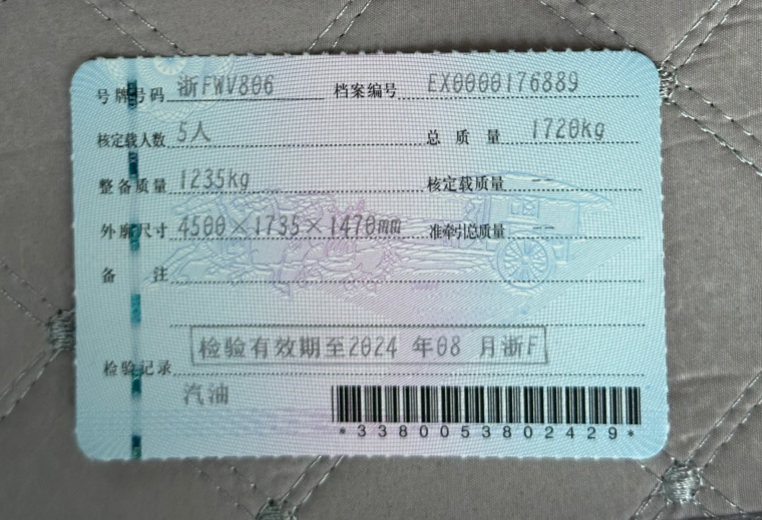 号牌号码 浙FWV806 档案编号 EX0000176889
核定载人数 5人 总质量 1720kg
整备质量 1235kg 核定载质量 --
外廓尺寸 4500×1735×1470mm 准牵引总质量 --
备注
检验有效期至2024 年08 月浙F
检验记录
汽油
*3380053802429*